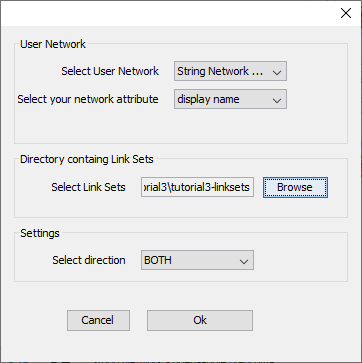 User Network
Select User Network String Network ...
Select your network attribute display name
Directory containg Link Sets
Select Link Sets orial3\tutorial3-linksets Browse
Settings
Select direction BOTH
Cancel Ok